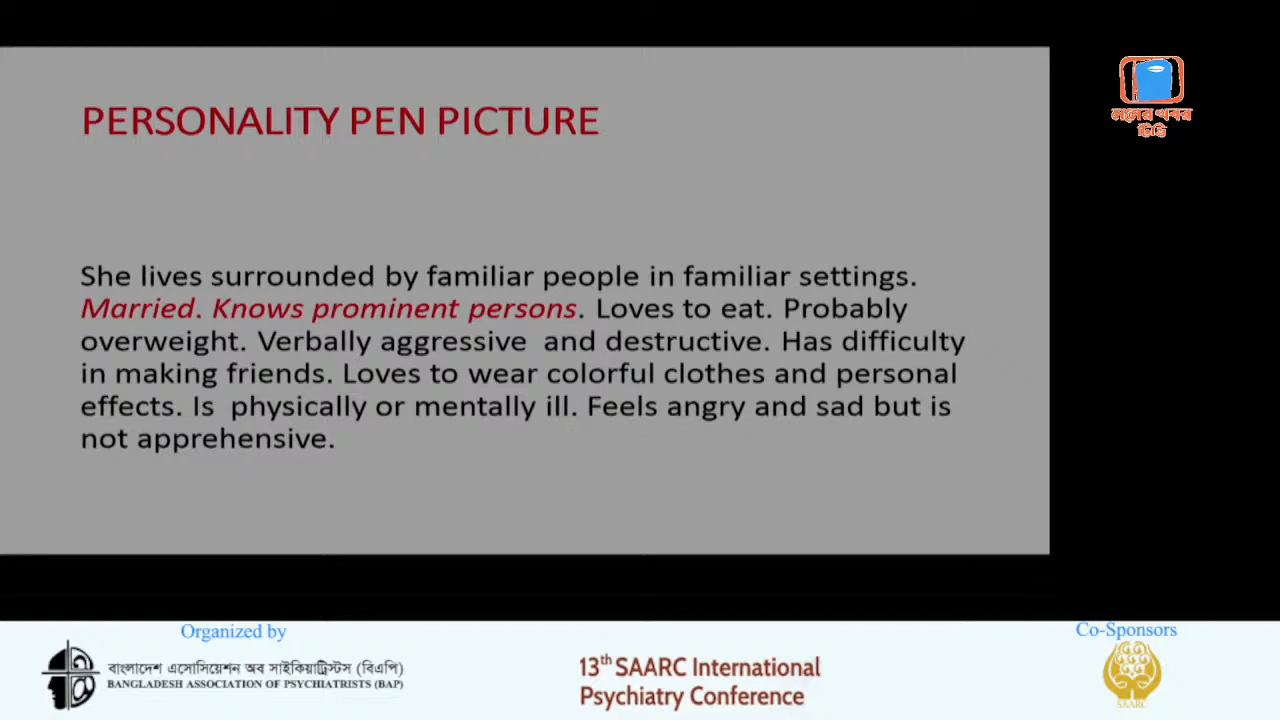 PERSONALITY PEN PICTURE
মনের খবর
টিভি
She lives surrounded by familiar people in familiar settings.
Married. Knows prominent persons. Loves to eat. Probably
overweight. Verbally aggressive and destructive. Has difficulty
in making friends. Loves to wear colorful clothes and personal
effects. Is physically or mentally ill. Feels angry and sad but is
not apprehensive.
Organized by
বাংলাদেশ এসোসিয়েশন অব সাইকিয়াট্রিস্টস (বিএপি)
BANGLADESH ASSOCIATION OF PSYCHIATRISTS (BAP)
13th SAARC International
Psychiatry Conference
Co-Sponsors
SAARC